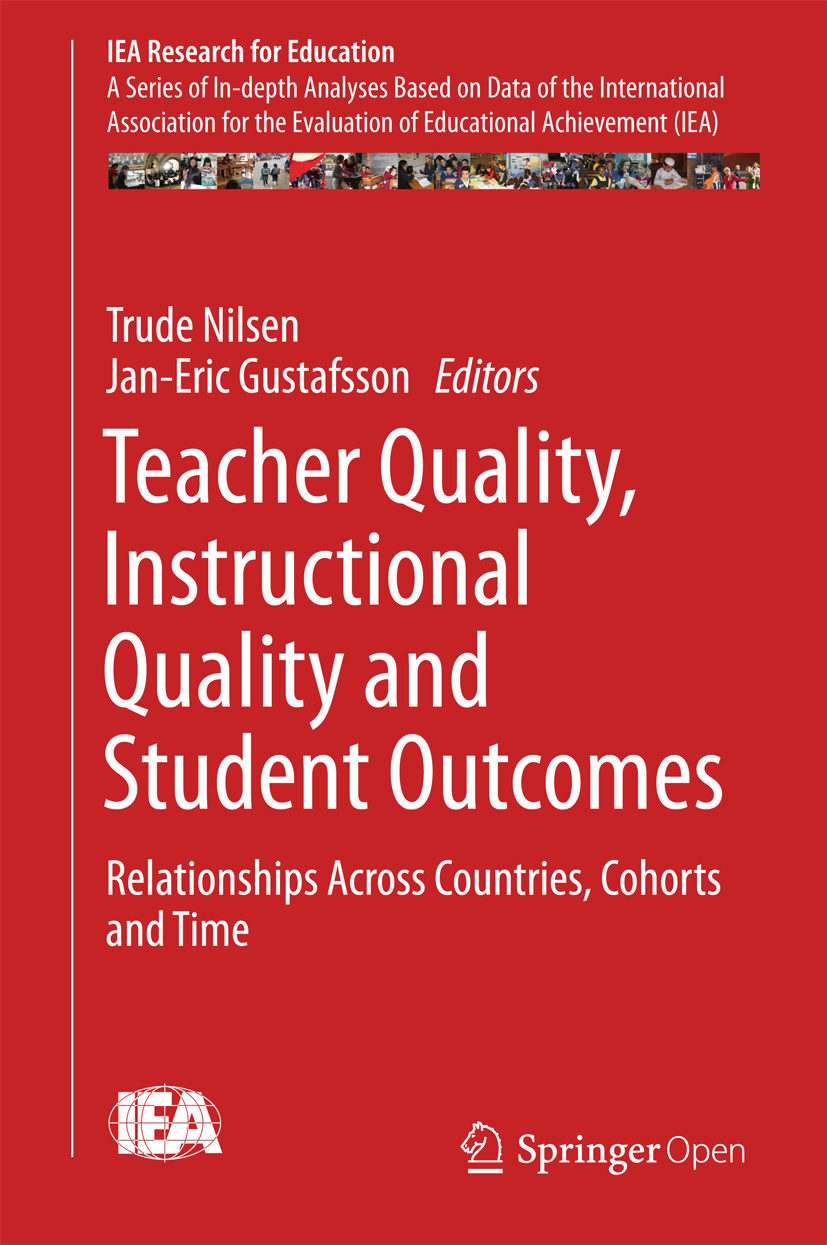 IEA Research for Education
A Series of In-depth Analyses Based on Data of the International
Association for the Evaluation of Educational Achievement (IEA)
Trude Nilsen
Jan-Eric Gustafsson Editors
Teacher Quality,
Instructional
Quality and
Student Outcomes
Relationships Across Countries, Cohorts
and Time
IEA
Springer Open